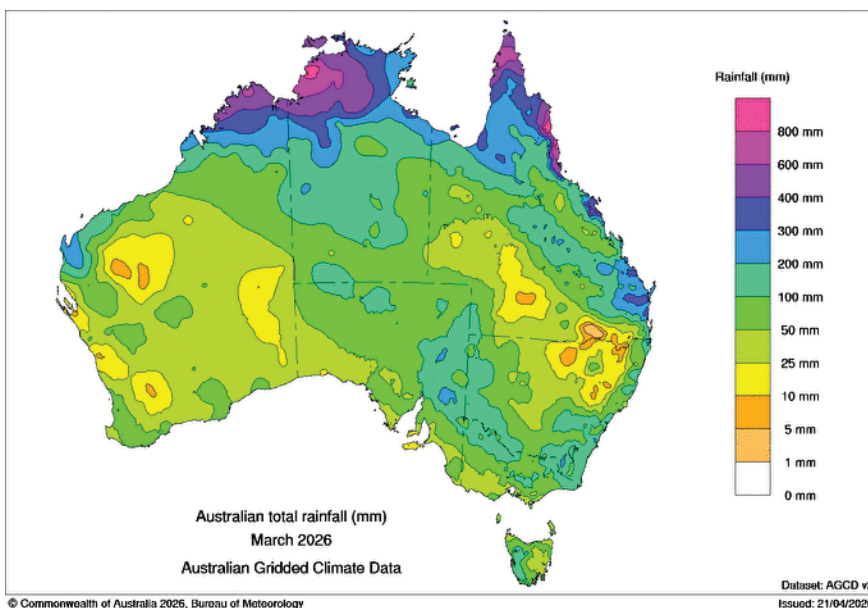 Rainfall (mm)
800 mm
600 mm
400 mm
300 mm
200 mm
100 mm
50 mm
25 mm
10 mm
5 mm
1 mm
0 mm
Australian total rainfall (mm)
March 2026
Australian Gridded Climate Data
Dataset: AGCD
© Commonwealth of Australia 2026, Bureau of Meteorology
Issued: